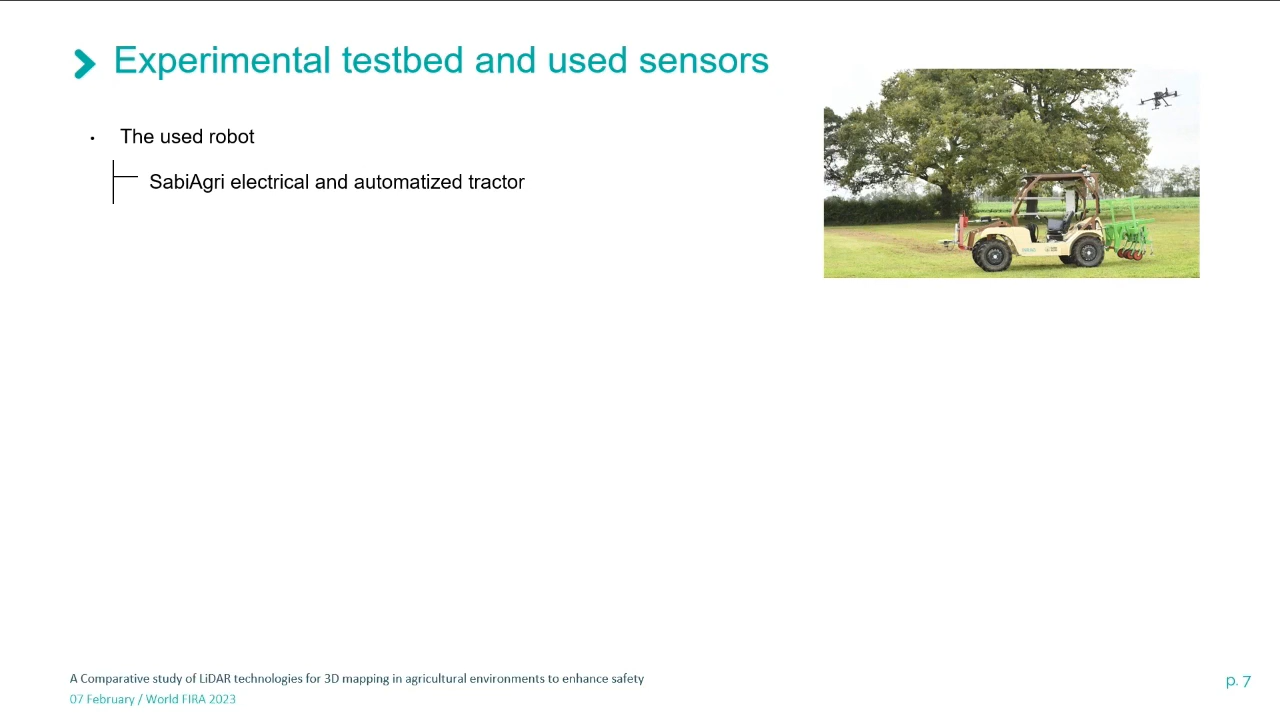 Experimental testbed and used sensors
• The used robot
SabiAgri electrical and automatized tractor
A Comparative study of LiDAR technologies for 3D mapping in agricultural environments to enhance safety
07 February / World FIRA 2023
p. 7